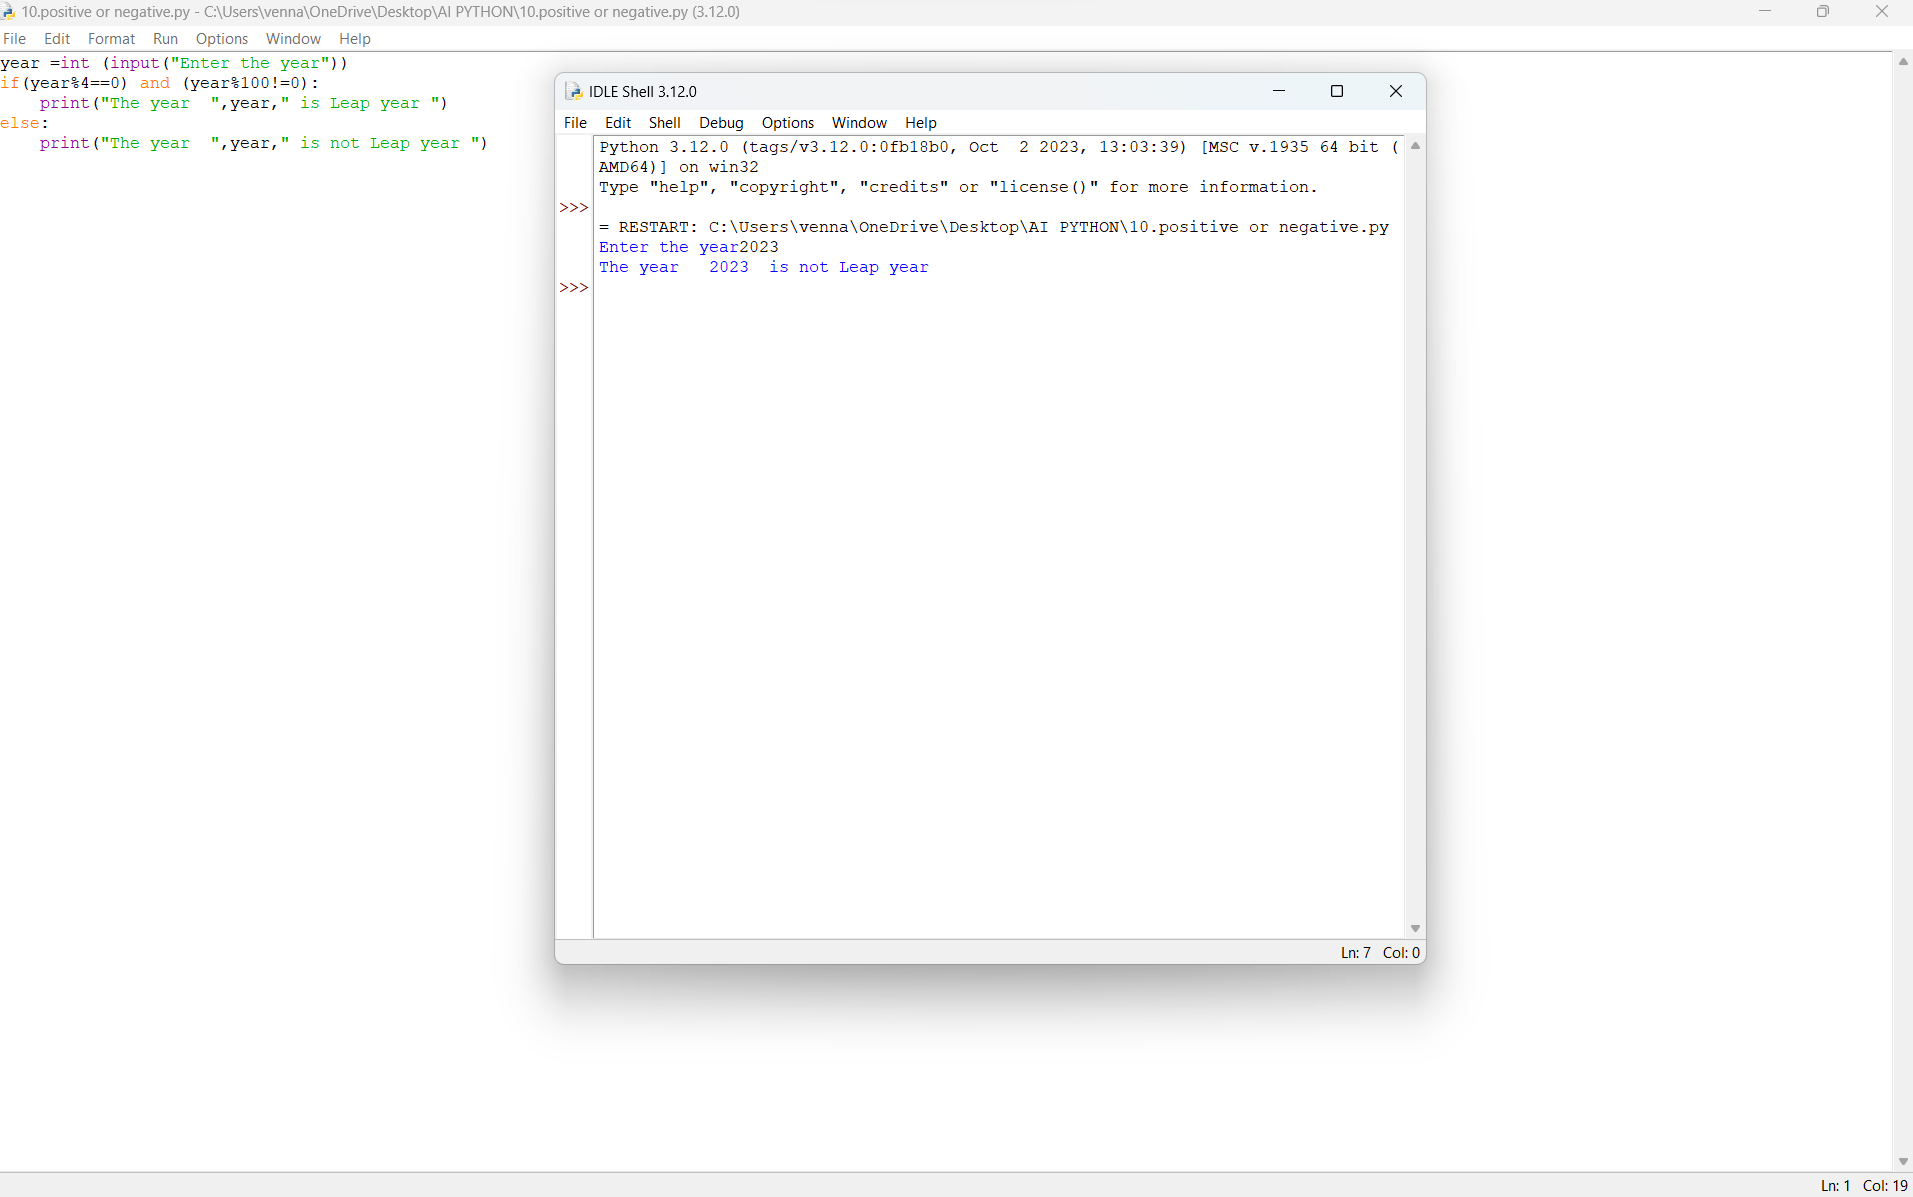 10.positive or negative.py - C:\Users\venna\OneDrive\Desktop\AI PYTHON\10.positive or negative.py (3.12.0)
File Edit Format Run Options Window Help
year =int (input("Enter the year"))
if(year%4==0) and (year%100!=0):
    print("The year  ",year," is Leap year ")
else:
    print("The year  ",year," is not Leap year ")
IDLE Shell 3.12.0
File Edit Shell Debug Options Window Help
Python 3.12.0 (tags/v3.12.0:0fb18b0, Oct  2 2023, 13:03:39) [MSC v.1935 64 bit (
AMD64)] on win32
Type "help", "copyright", "credits" or "license()" for more information.
>>>
= RESTART: C:\Users\venna\OneDrive\Desktop\AI PYTHON\10.positive or negative.py
Enter the year2023
The year   2023  is not Leap year
>>>
Ln: 7 Col: 0
Ln: 1 Col: 19